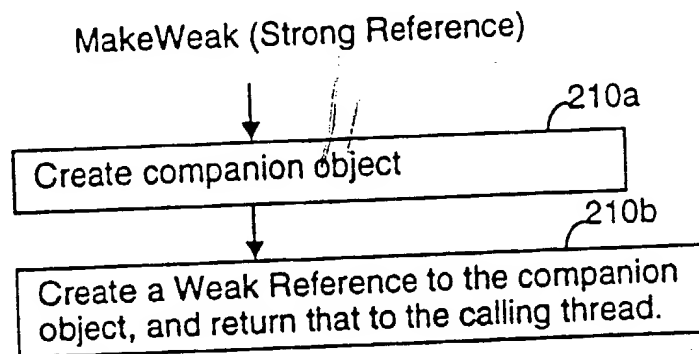 MakeWeak (Strong Reference)
210a
Create companion object
210b
Create a Weak Reference to the companion
object, and return that to the calling thread.